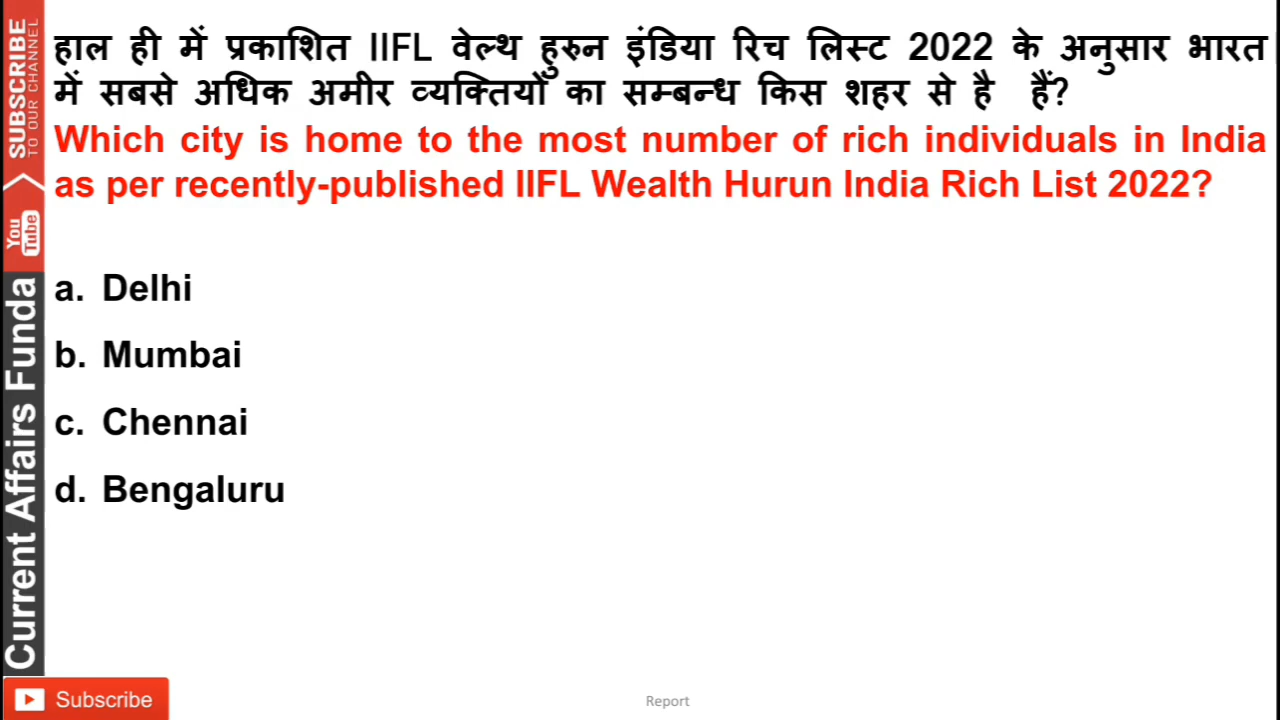 हाल ही में प्रकाशित IIFL वेल्थ हुरुन इंडिया रिच लिस्ट 2022 के अनुसार भारत
में सबसे अधिक अमीर व्यक्तियों का सम्बन्ध किस शहर से है हैं?
Which city is home to the most number of rich individuals in India
as per recently-published IIFL Wealth Hurun India Rich List 2022?
a. Delhi
b. Mumbai
c. Chennai
d. Bengaluru
SUBSCRIBE
TO OUR CHANNEL
You
Tube
Current Affairs Funda
Subscribe
Report